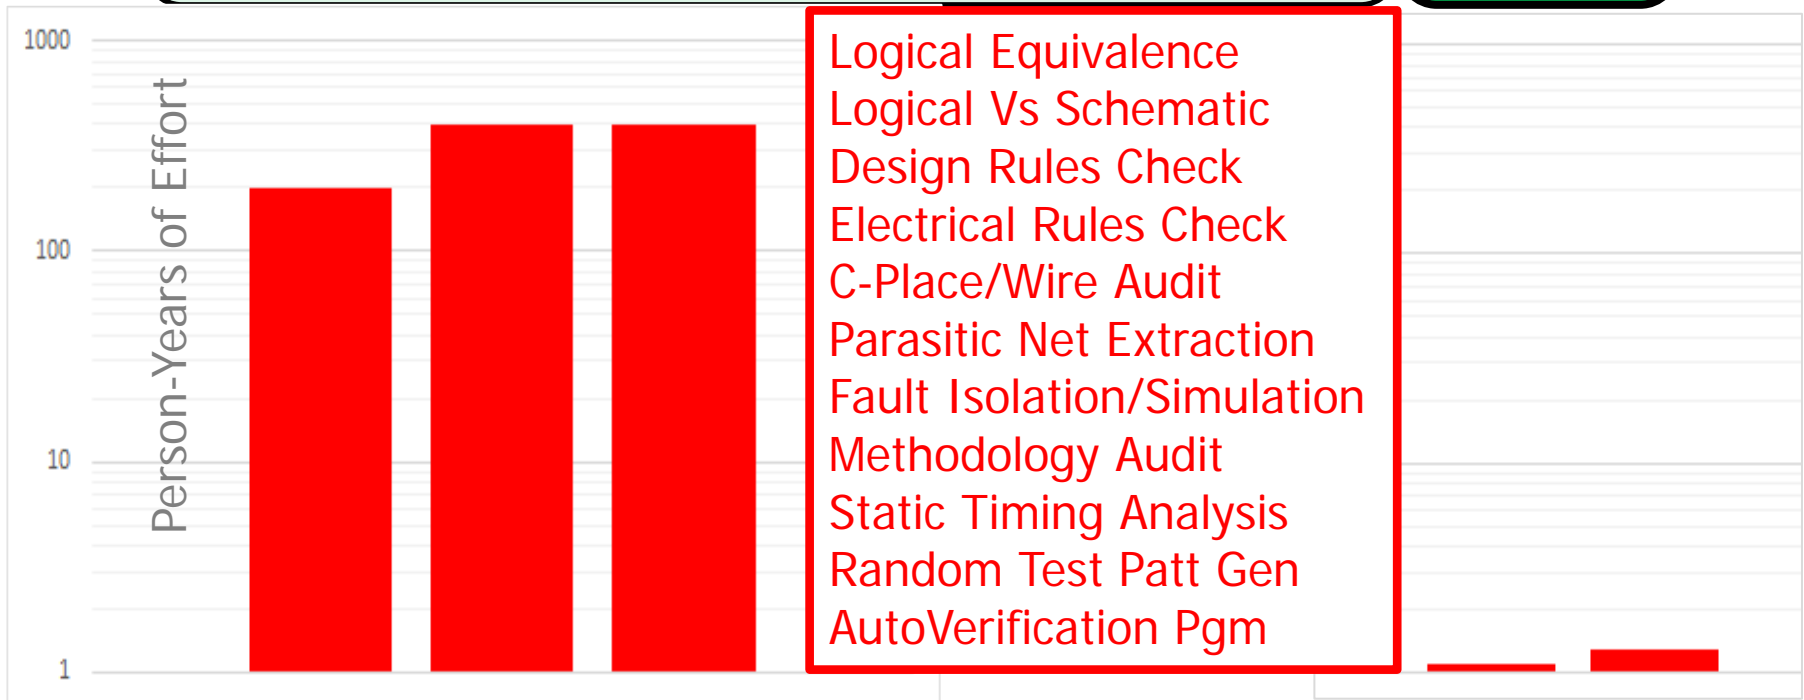 1000
100
10
1
Person-Years of Effort
Logical Equivalence
Logical Vs Schematic
Design Rules Check
Electrical Rules Check
C-Place/Wire Audit
Parasitic Net Extraction
Fault Isolation/Simulation
Methodology Audit
Static Timing Analysis
Random Test Patt Gen
AutoVerification Pgm